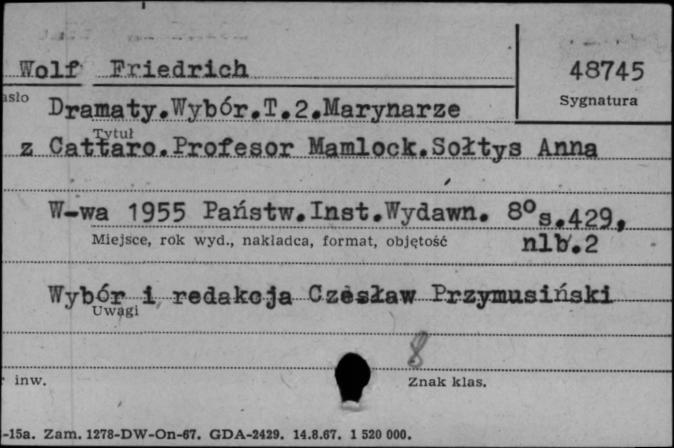 Wolf Friedrich
48745
asło
Sygnatura
Dramaty.Wybór.T.2.Marynarze
Tytuł
z Cattaro.Profesor Mamlock.Sołtys Anna
W-wa 1955 Państw.Inst.Wydawn. 8° s.429,
Miejsce, rok wyd., nakładca, format, objętość
nlb.2
Wybór i redakcja Czesław Przymusiński
Uwagi
8
inw.
Znak klas.
-15a. Zam. 1278-DW-On-67. GDA-2429. 14.8.67. 1 520 000.